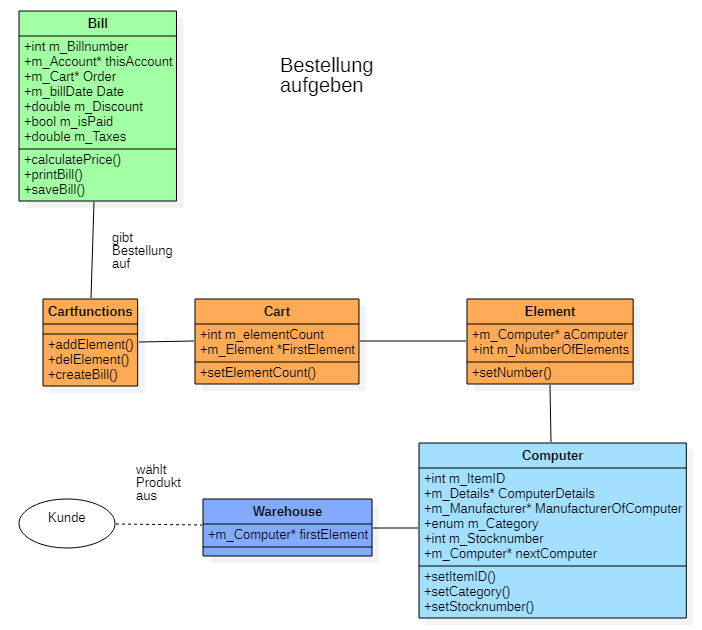 Bill
+int m_Billnumber
+m_Account* thisAccount
+m_Cart* Order
+m_billDate Date
+double m_Discount
+bool m_isPaid
+double m_Taxes
+calculatePrice()
+printBill()
+saveBill()
Bestellung
aufgeben
gibt
Bestellung
auf
Cartfunctions
+addElement()
+delElement()
+createBill()
Cart
+int m_elementCount
+m_Element *FirstElement
+setElementCount()
Element
+m_Computer* aComputer
+int m_NumberOfElements
+setNumber()
Kunde
wählt
Produkt
aus
Warehouse
+m_Computer* firstElement
Computer
+int m_ItemID
+m_Details* ComputerDetails
+m_Manufacturer* ManufacturerOfComputer
+enum m_Category
+int m_Stocknumber
+m_Computer* nextComputer
+setItemID()
+setCategory()
+setStocknumber()